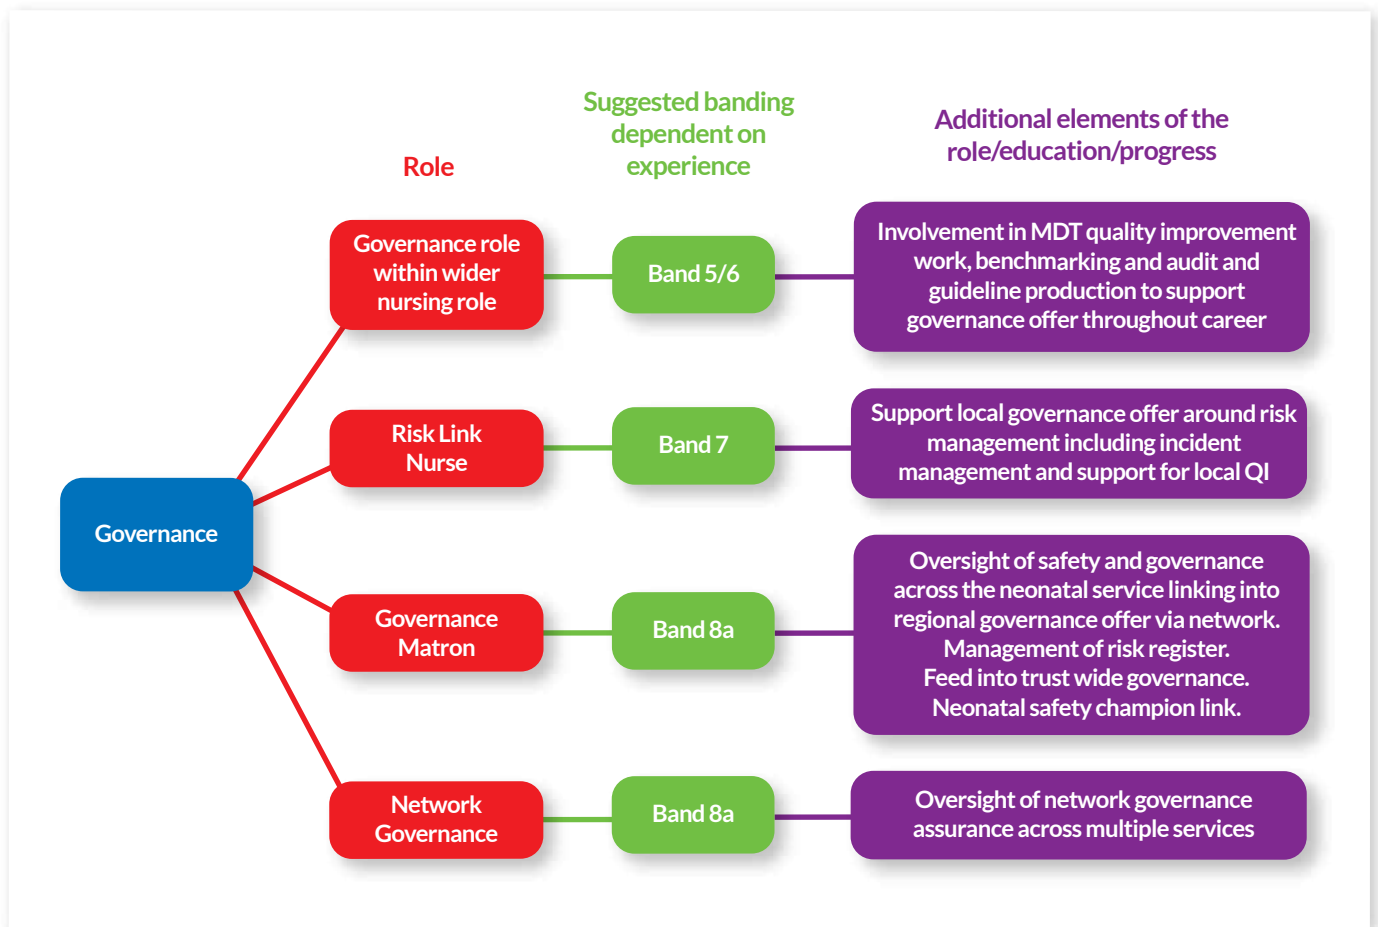 Role
Suggested banding
dependent on
experience
Additional elements of the
role/education/progress
Governance
Governance role
within wider
nursing role
Band 5/6
Involvement in MDT quality improvement
work, benchmarking and audit and
guideline production to support
governance offer throughout career
Risk Link
Nurse
Band 7
Support local governance offer around risk
management including incident
management and support for local QI
Governance
Matron
Band 8a
Oversight of safety and governance
across the neonatal service linking into
regional governance offer via network.
Management of risk register.
Feed into trust wide governance.
Neonatal safety champion link.
Network
Governance
Band 8a
Oversight of network governance
assurance across multiple services